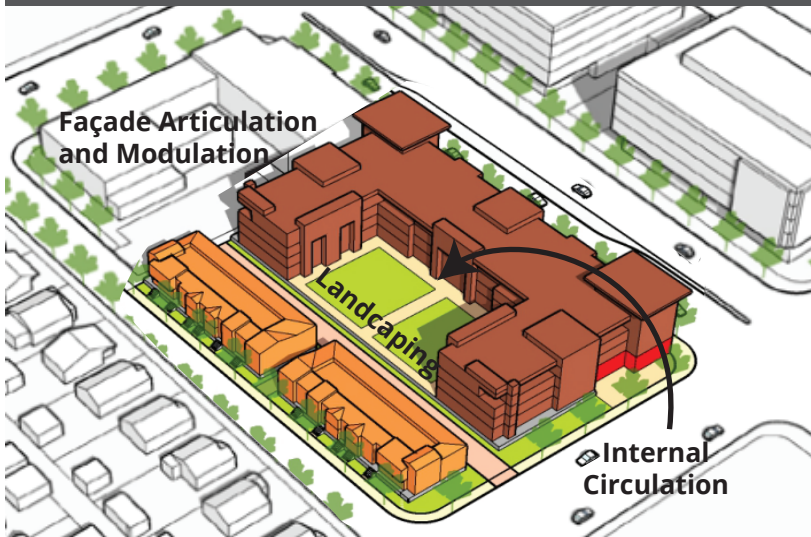 Façade Articulation
and Modulation
Landcaping
Internal
Circulation